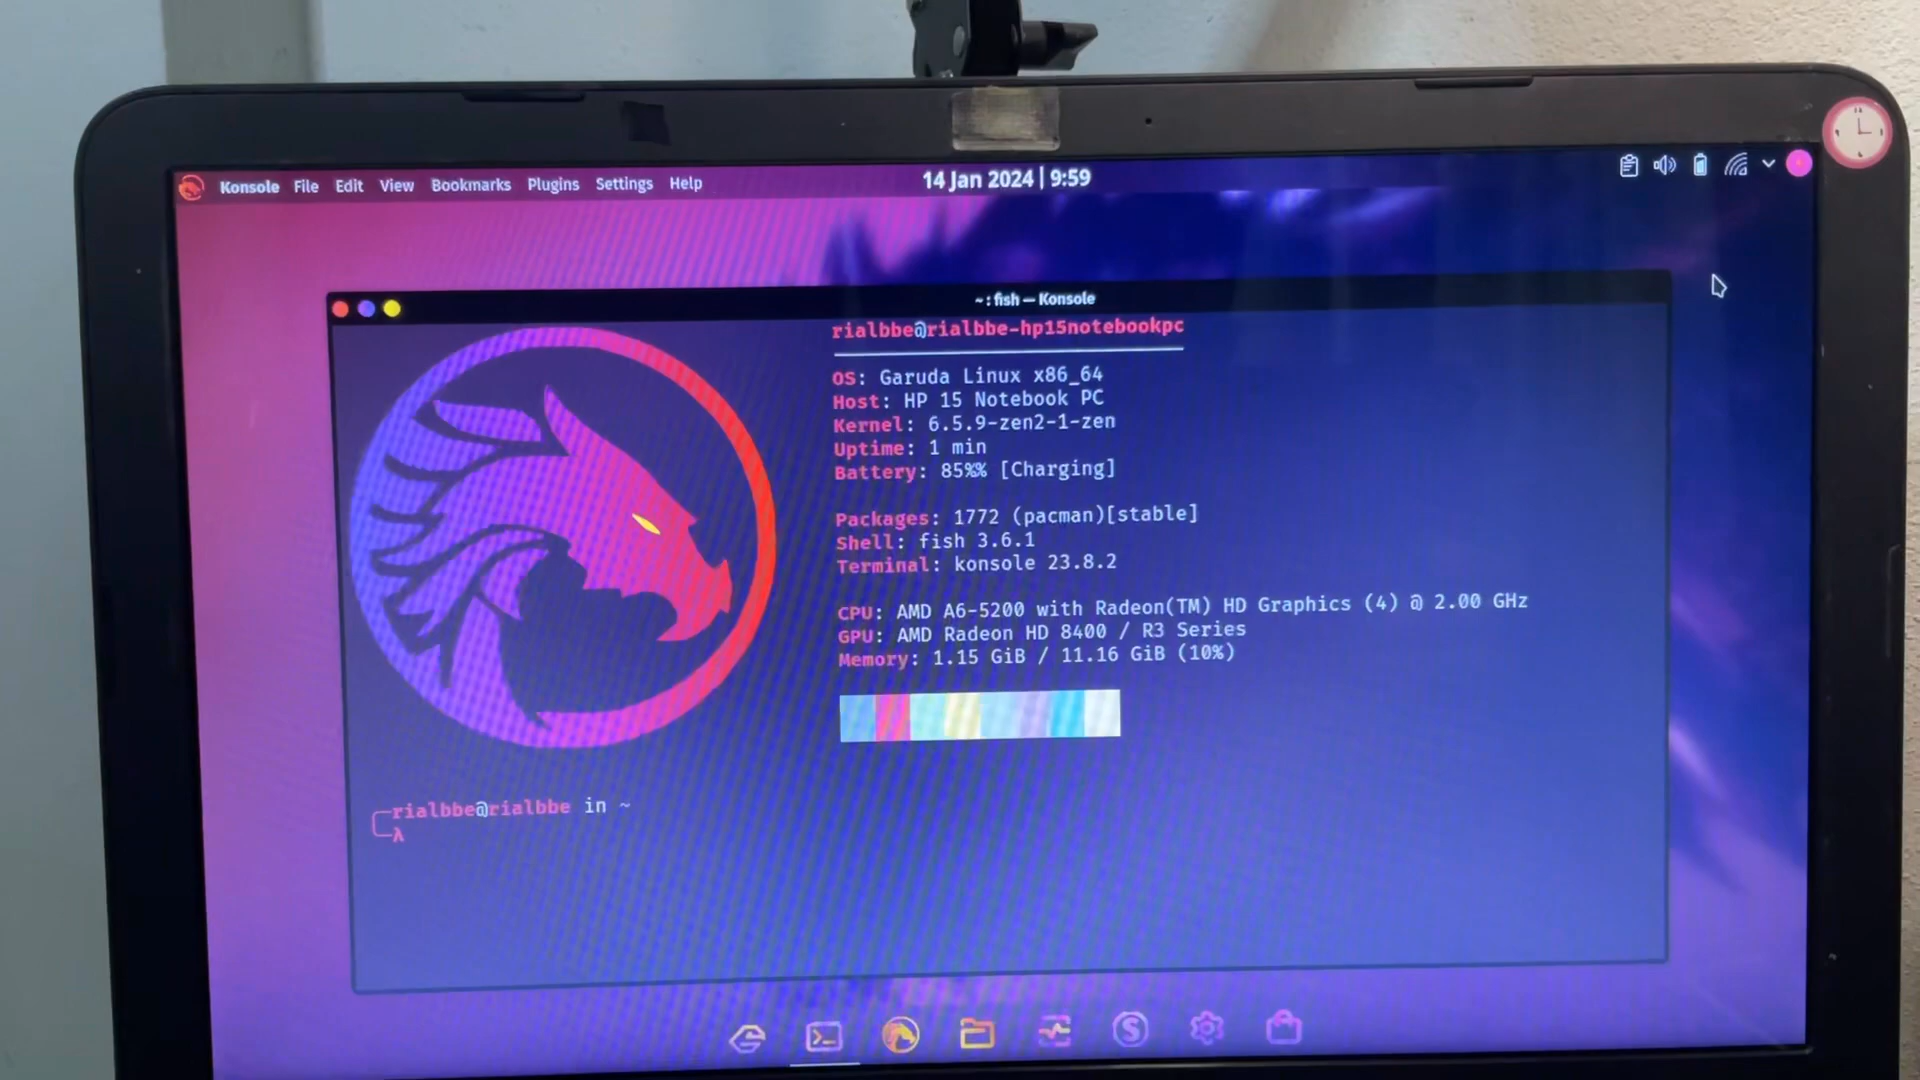 Konsole File Edit View Bookmarks Plugins Settings Help
14 Jan 2024 | 9:59
~ : fish — Konsole
rialbbe@rialbbe-hp15notebookpc
OS: Garuda Linux x86_64
Host: HP 15 Notebook PC
Kernel: 6.5.9-zen2-1-zen
Uptime: 1 min
Battery: 85%% [Charging]
Packages: 1772 (pacman)[stable]
Shell: fish 3.6.1
Terminal: konsole 23.8.2
CPU: AMD A6-5200 with Radeon(TM) HD Graphics (4) @ 2.00 GHz
GPU: AMD Radeon HD 8400 / R3 Series
Memory: 1.15 GiB / 11.16 GiB (10%)
rialbbe@rialbbe in ~
λ